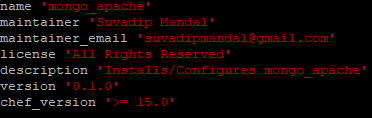 name 'mongo_apache'
maintainer 'Suvadip Mandal'
maintainer_email 'suvadipmandal@gmail.com'
license 'All Rights Reserved'
description 'Installs/Configures mongo_apache'
version '0.1.0'
chef_version '>= 15.0'